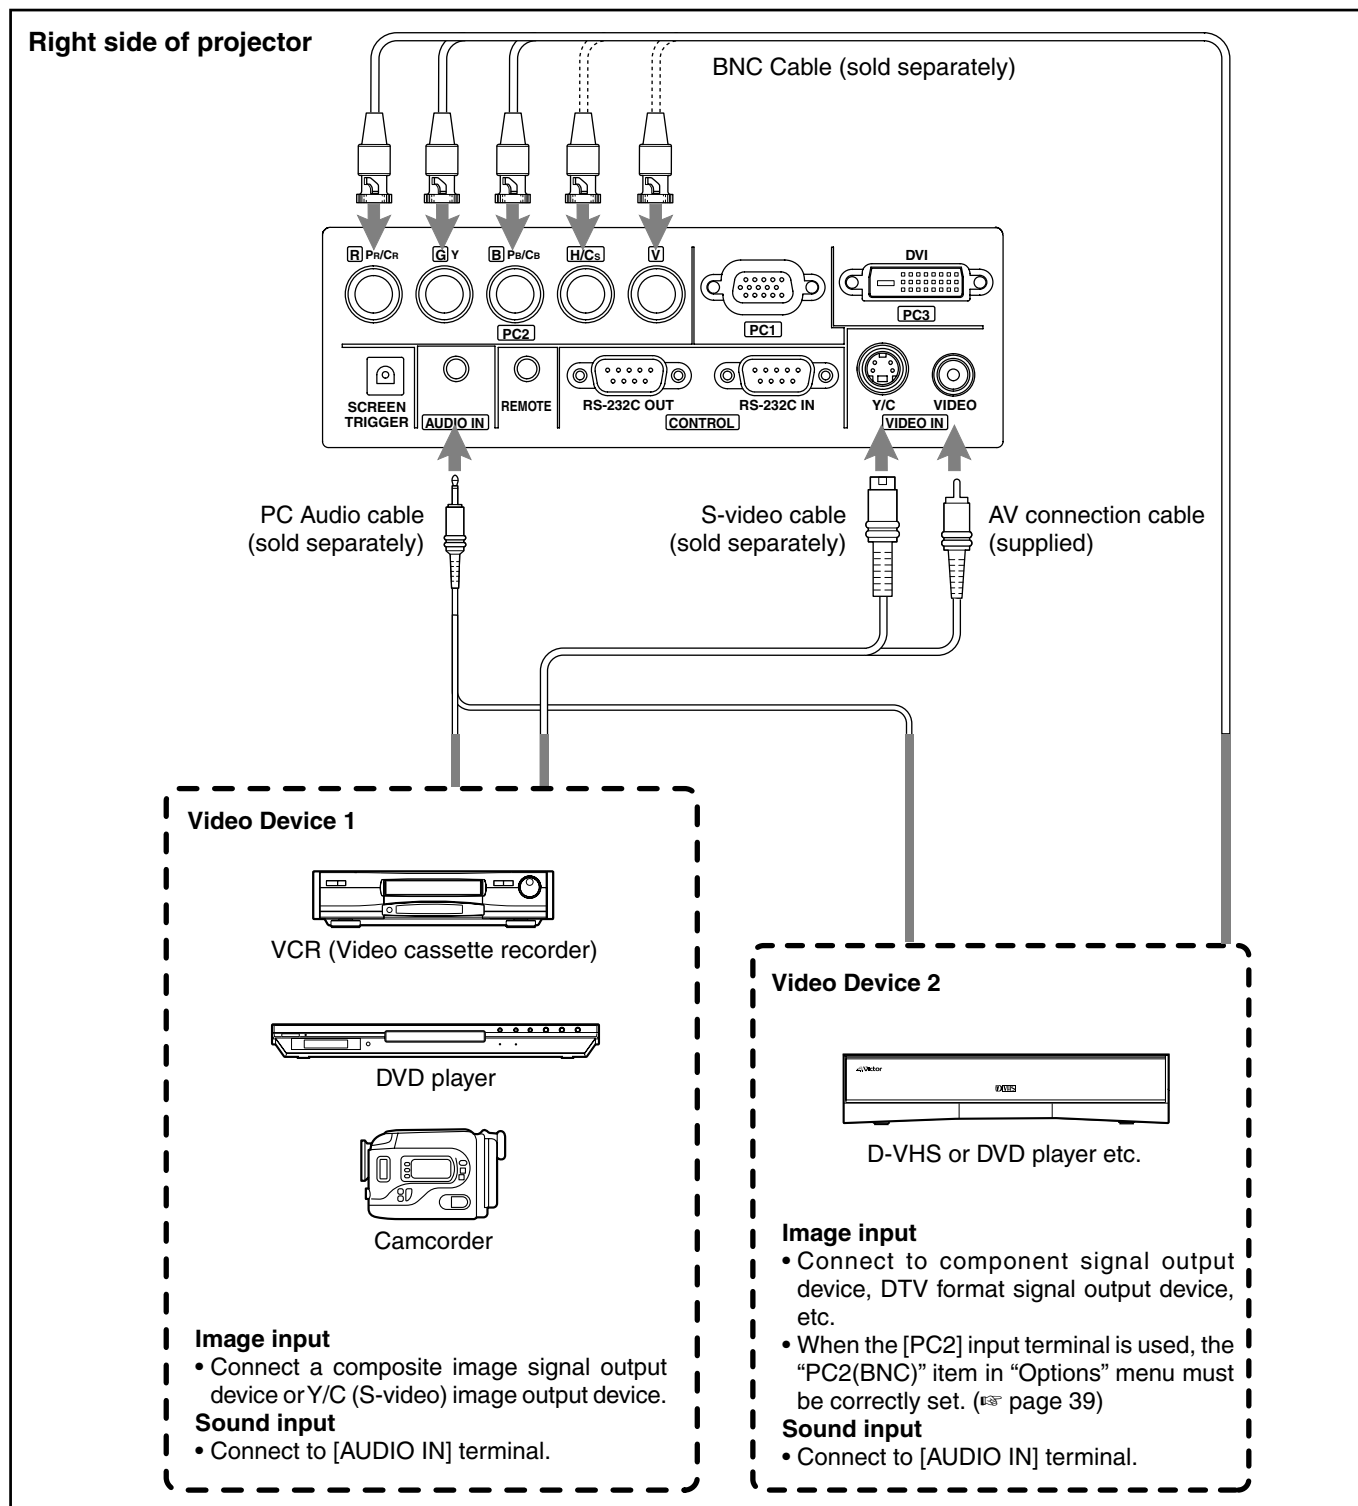 Right side of projector
BNC Cable (sold separately)
R PR/CR
G Y
B PB/CB
H/CS
V
DVI
PC2
PC1
PC3
SCREEN
TRIGGER
AUDIO IN
REMOTE
RS-232C OUT
RS-232C IN
CONTROL
Y/C
VIDEO
VIDEO IN
PC Audio cable
(sold separately)
S-video cable
(sold separately)
AV connection cable
(supplied)
Video Device 1
VCR (Video cassette recorder)
DVD player
Camcorder
Image input
• Connect a composite image signal output
device or Y/C (S-video) image output device.
Sound input
• Connect to [AUDIO IN] terminal.
Video Device 2
Victor
D-VHS or DVD player etc.
Image input
• Connect to component signal output
device, DTV format signal output device,
etc.
• When the [PC2] input terminal is used, the
“PC2(BNC)” item in “Options” menu must
be correctly set. (☞ page 39)
Sound input
• Connect to [AUDIO IN] terminal.